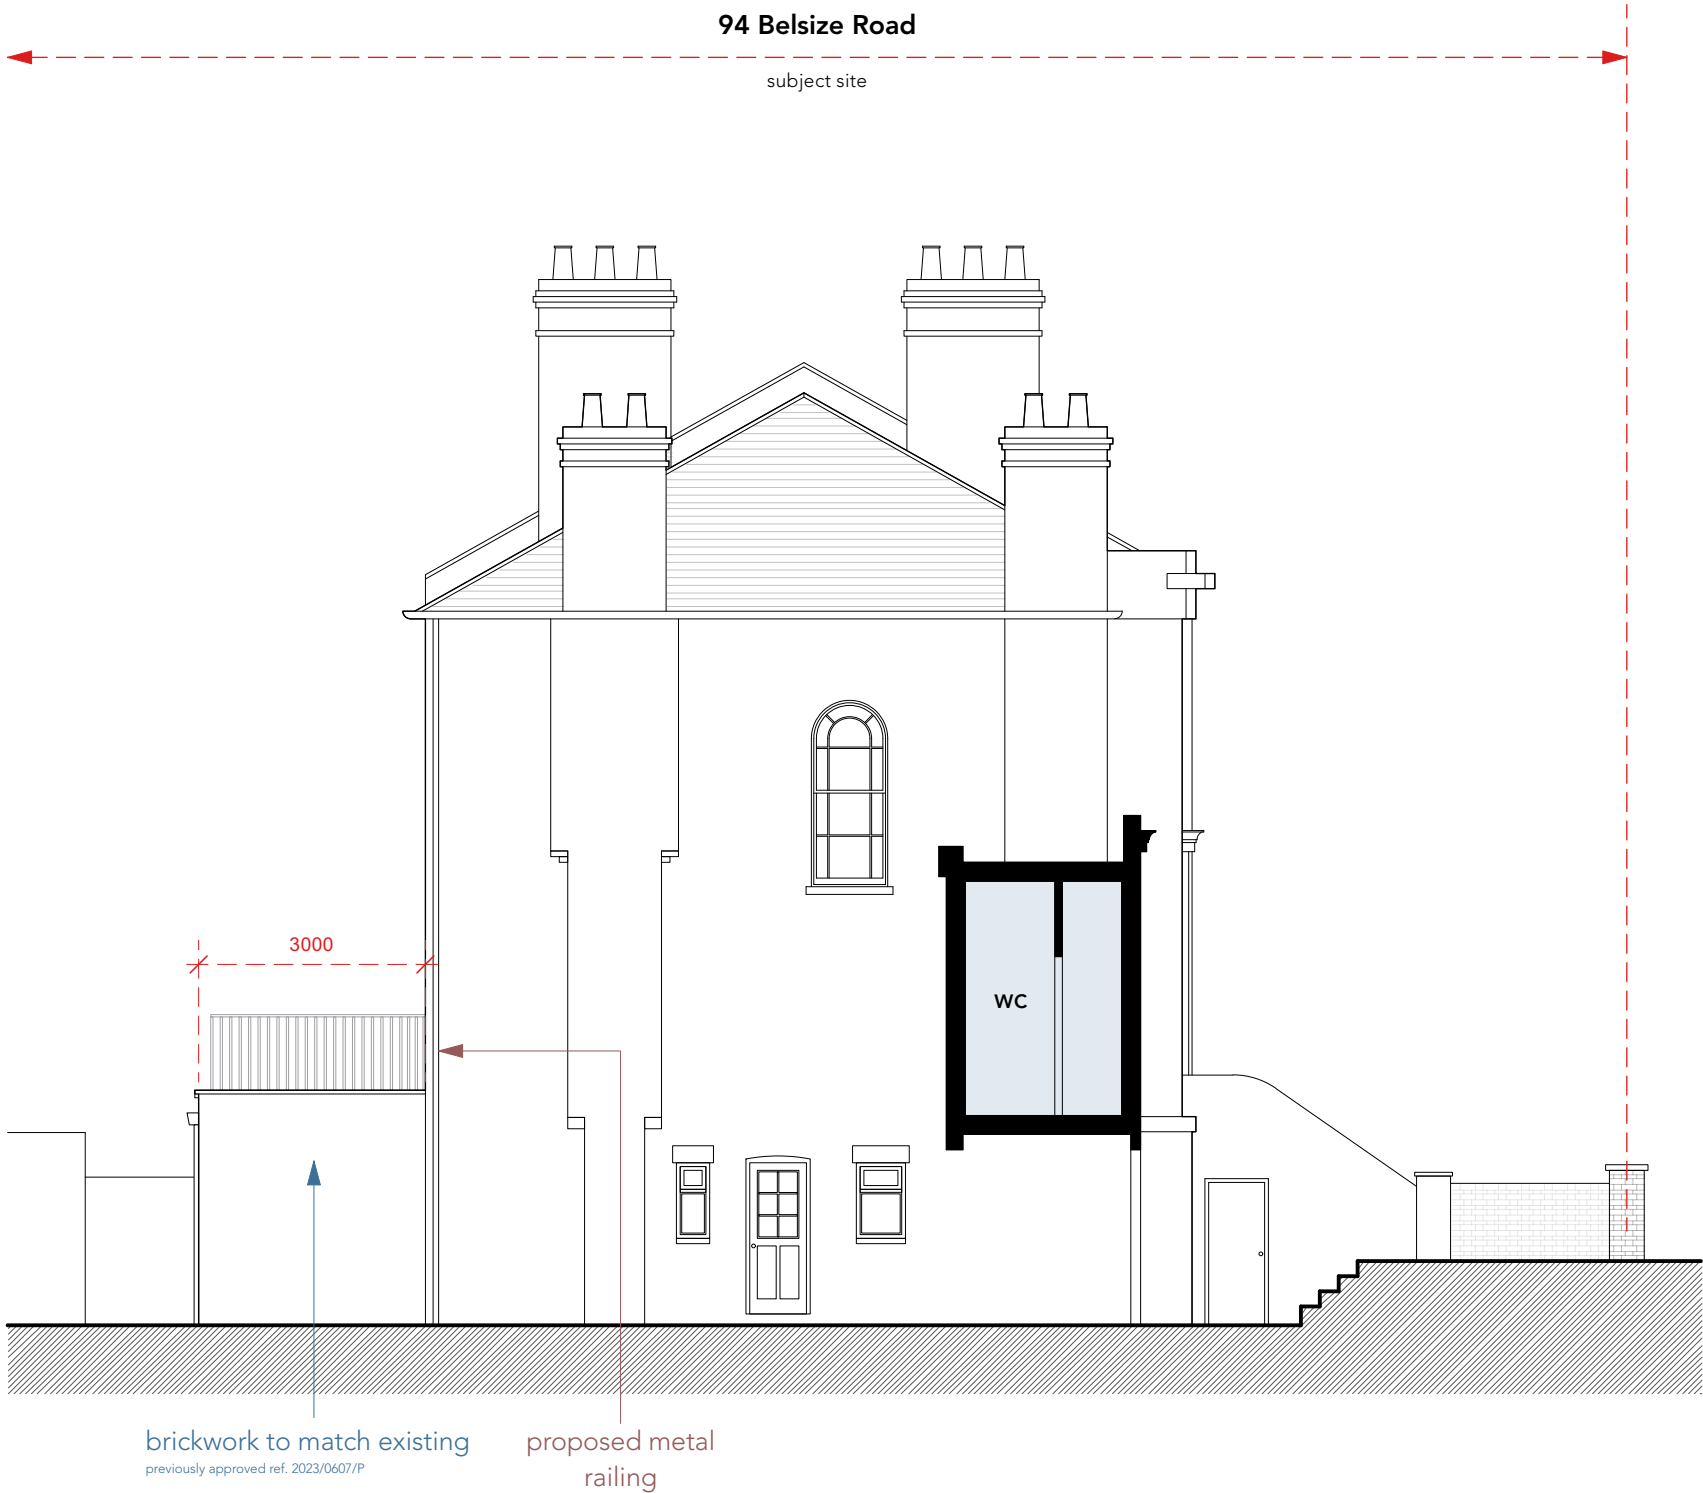 94 Belsize Road
subject site
3000
WC
brickwork to match existing
previously approved ref. 2023/0607/P
proposed metal
railing